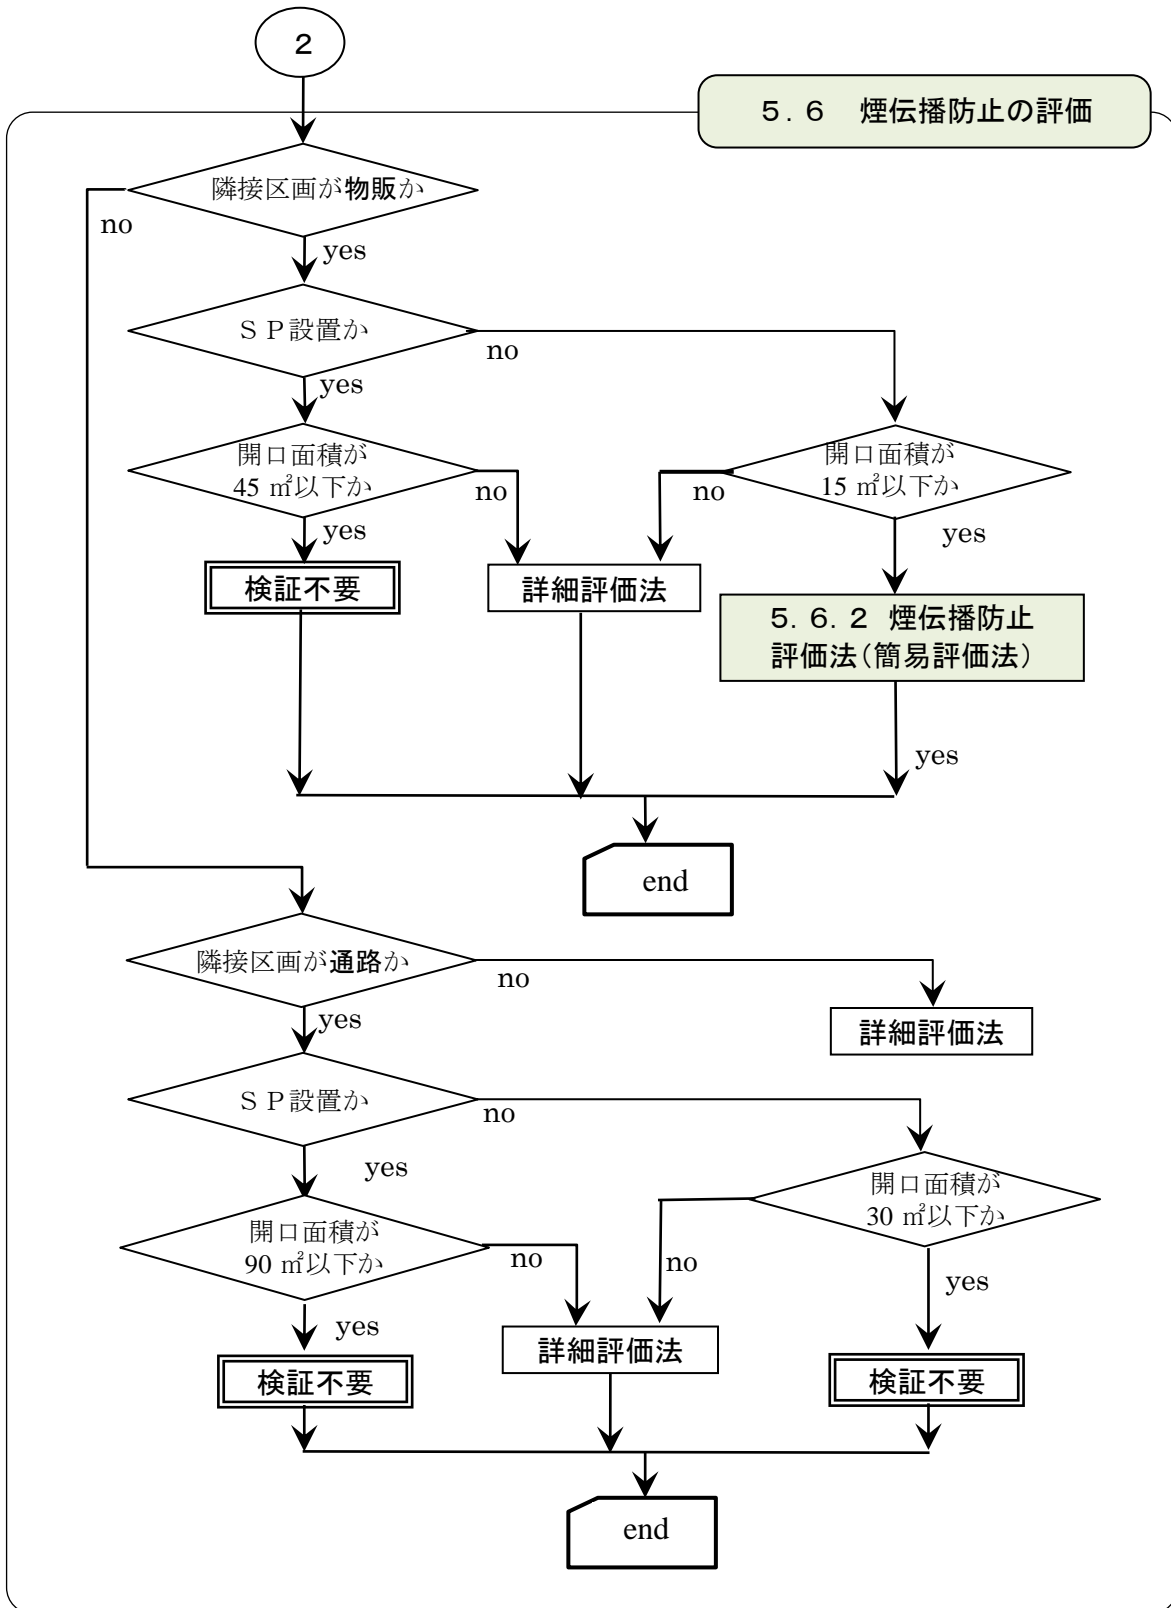 2
5.6 煙伝播防止の評価
隣接区画が物販か
no
yes
SP設置か
no
yes
開口面積が
45 ㎡以下か
no
yes
開口面積が
15 ㎡以下か
no
yes
検証不要
詳細評価法
5.6.2 煙伝播防止
評価法(簡易評価法)
yes
end
隣接区画が通路か
no
yes
詳細評価法
SP設置か
no
yes
開口面積が
90 ㎡以下か
no
yes
開口面積が
30 ㎡以下か
no
yes
検証不要
詳細評価法
検証不要
end